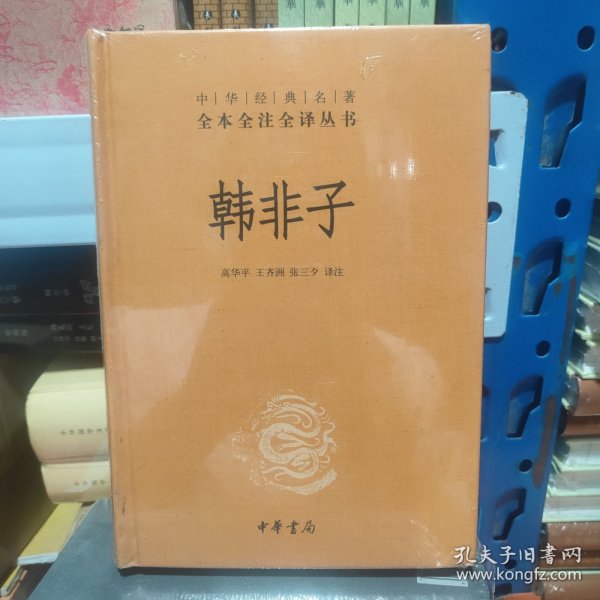 中|华|经|典|名|著
全本全注全译丛书
韩非子
高华平 王齐洲 张三夕 译注
中華書局
孔夫子旧书网
www.kongfz.com